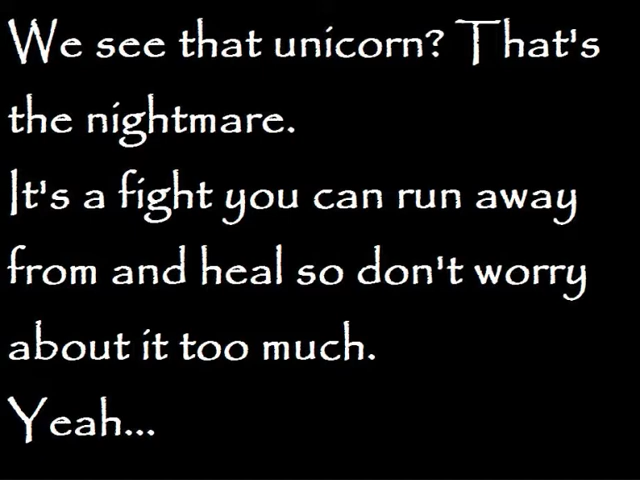 We see that unicorn? That's
the nightmare.
It's a fight you can run away
from and heal so don't worry
about it too much.
Yeah...